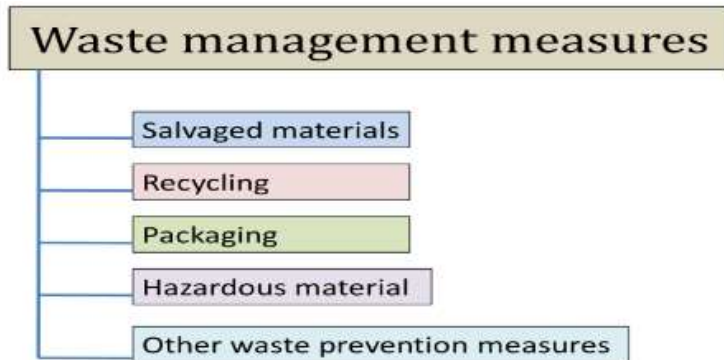 Waste management measures
Salvaged materials
Recycling
Packaging
Hazardous material
Other waste prevention measures